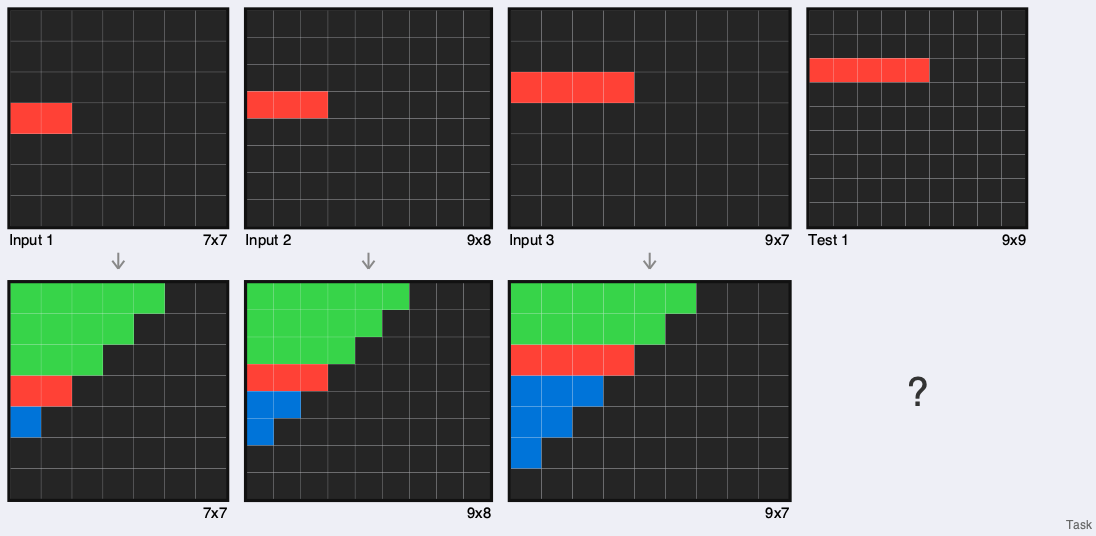 Input 1 7x7
Input 2 9x8
Input 3 9x7
Test 1 9x9
7x7
9x8
9x7
?
Task